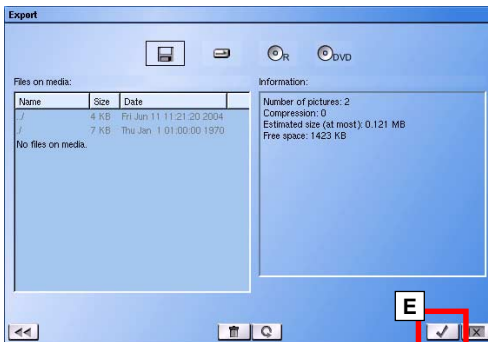 Export
R
DVD
Files on media:
Information:
Name Size Date
../ 4 KB Fri Jun 11 11:21:20 2004
./ 7 KB Thu Jan 1 01:00:00 1970
No files on media.
Number of pictures: 2
Compression: 0
Estimated size (at most): 0.121 MB
Free space: 1423 KB
E